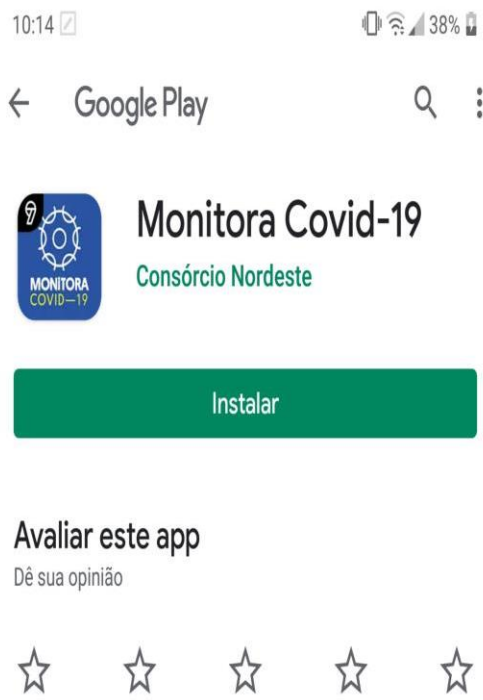 10:14
38%
Google Play
MONITORA
COVID-19
Monitora Covid-19
Consórcio Nordeste
Instalar
Avaliar este app
Dê sua opinião